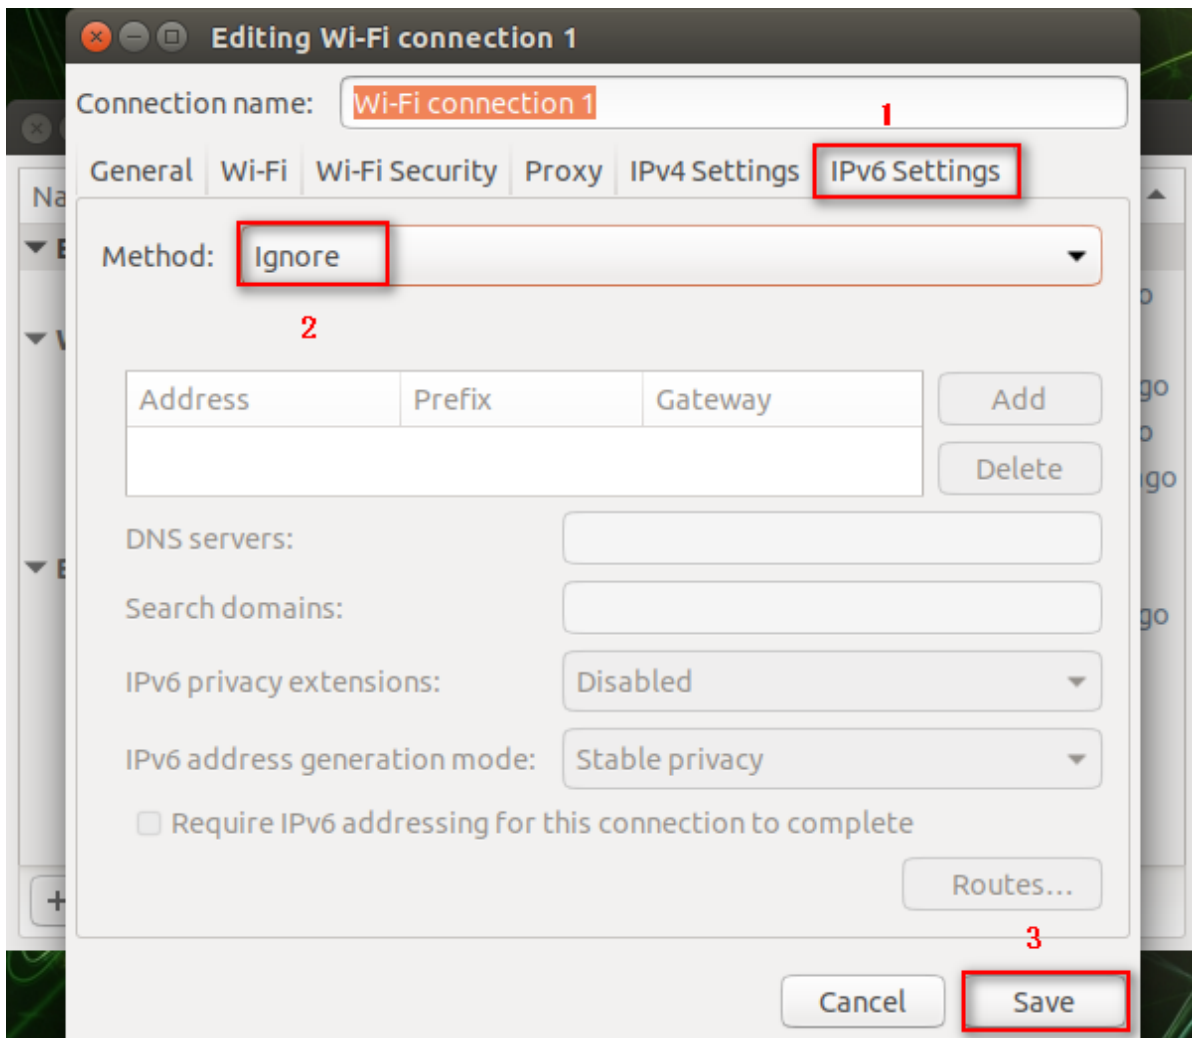 Editing Wi-Fi connection 1
Connection name: Wi-Fi connection 1
1
General Wi-Fi Wi-Fi Security Proxy IPv4 Settings IPv6 Settings
Method: Ignore
2
Address Prefix Gateway Add
Delete
DNS servers:
Search domains:
IPv6 privacy extensions: Disabled
IPv6 address generation mode: Stable privacy
Require IPv6 addressing for this connection to complete
Routes...
3
Cancel Save